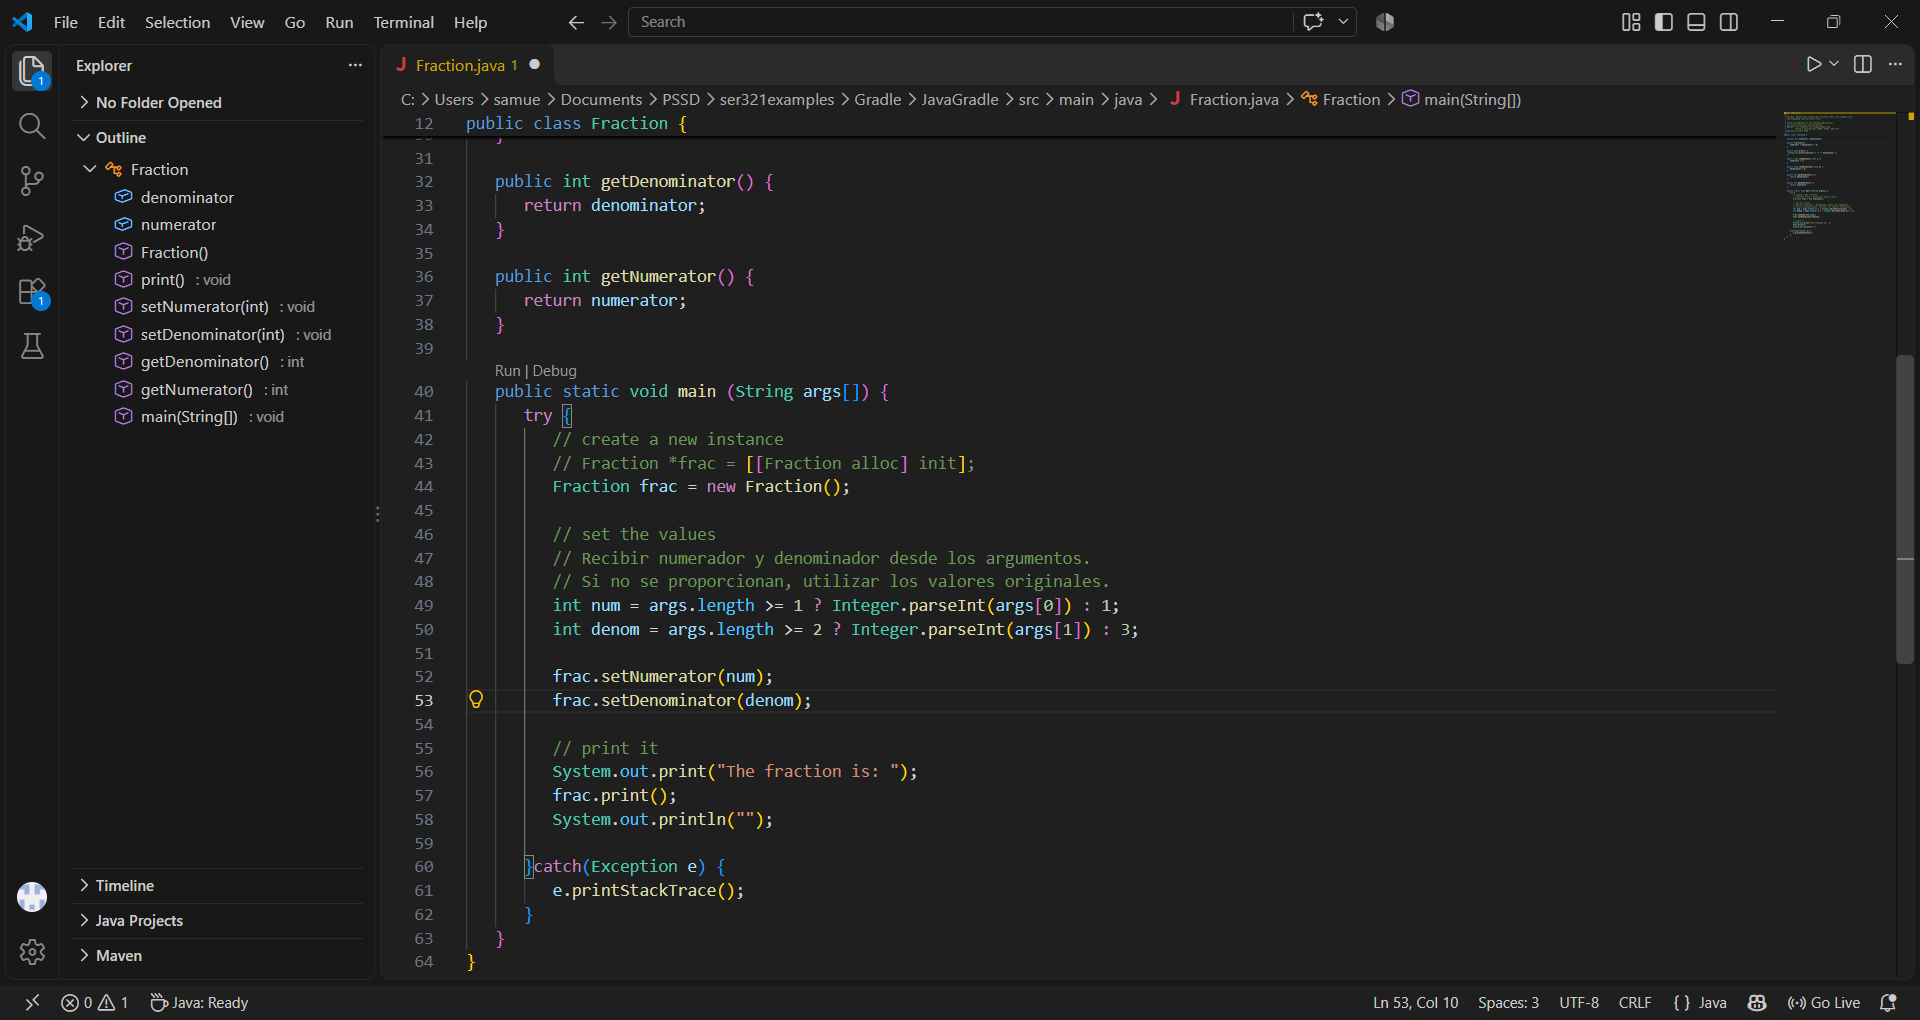 File Edit Selection View Go Run Terminal Help
Search
Explorer
No Folder Opened
Outline
Fraction
denominator
numerator
Fraction()
print() : void
setNumerator(int) : void
setDenominator(int) : void
getDenominator() : int
getNumerator() : int
main(String[]) : void
Timeline
Java Projects
Maven
1
1
Fraction.java 1
C: > Users > samue > Documents > PSSD > ser321examples > Gradle > JavaGradle > src > main > java > Fraction.java > Fraction > main(String[])
12 public class Fraction {
31
32 public int getDenominator() {
33 return denominator;
34 }
35
36 public int getNumerator() {
37 return numerator;
38 }
39
Run | Debug
40 public static void main (String args[]) {
41 try {
42 // create a new instance
43 // Fraction *frac = [[Fraction alloc] init];
44 Fraction frac = new Fraction();
45
46 // set the values
47 // Recibir numerador y denominador desde los argumentos.
48 // Si no se proporcionan, utilizar los valores originales.
49 int num = args.length >= 1 ? Integer.parseInt(args[0]) : 1;
50 int denom = args.length >= 2 ? Integer.parseInt(args[1]) : 3;
51
52 frac.setNumerator(num);
53 frac.setDenominator(denom);
54
55 // print it
56 System.out.print("The fraction is: ");
57 frac.print();
58 System.out.println("");
59
60 }catch(Exception e) {
61 e.printStackTrace();
62 }
63 }
64 }
0 1 Java: Ready
Ln 53, Col 10 Spaces: 3 UTF-8 CRLF {} Java Go Live